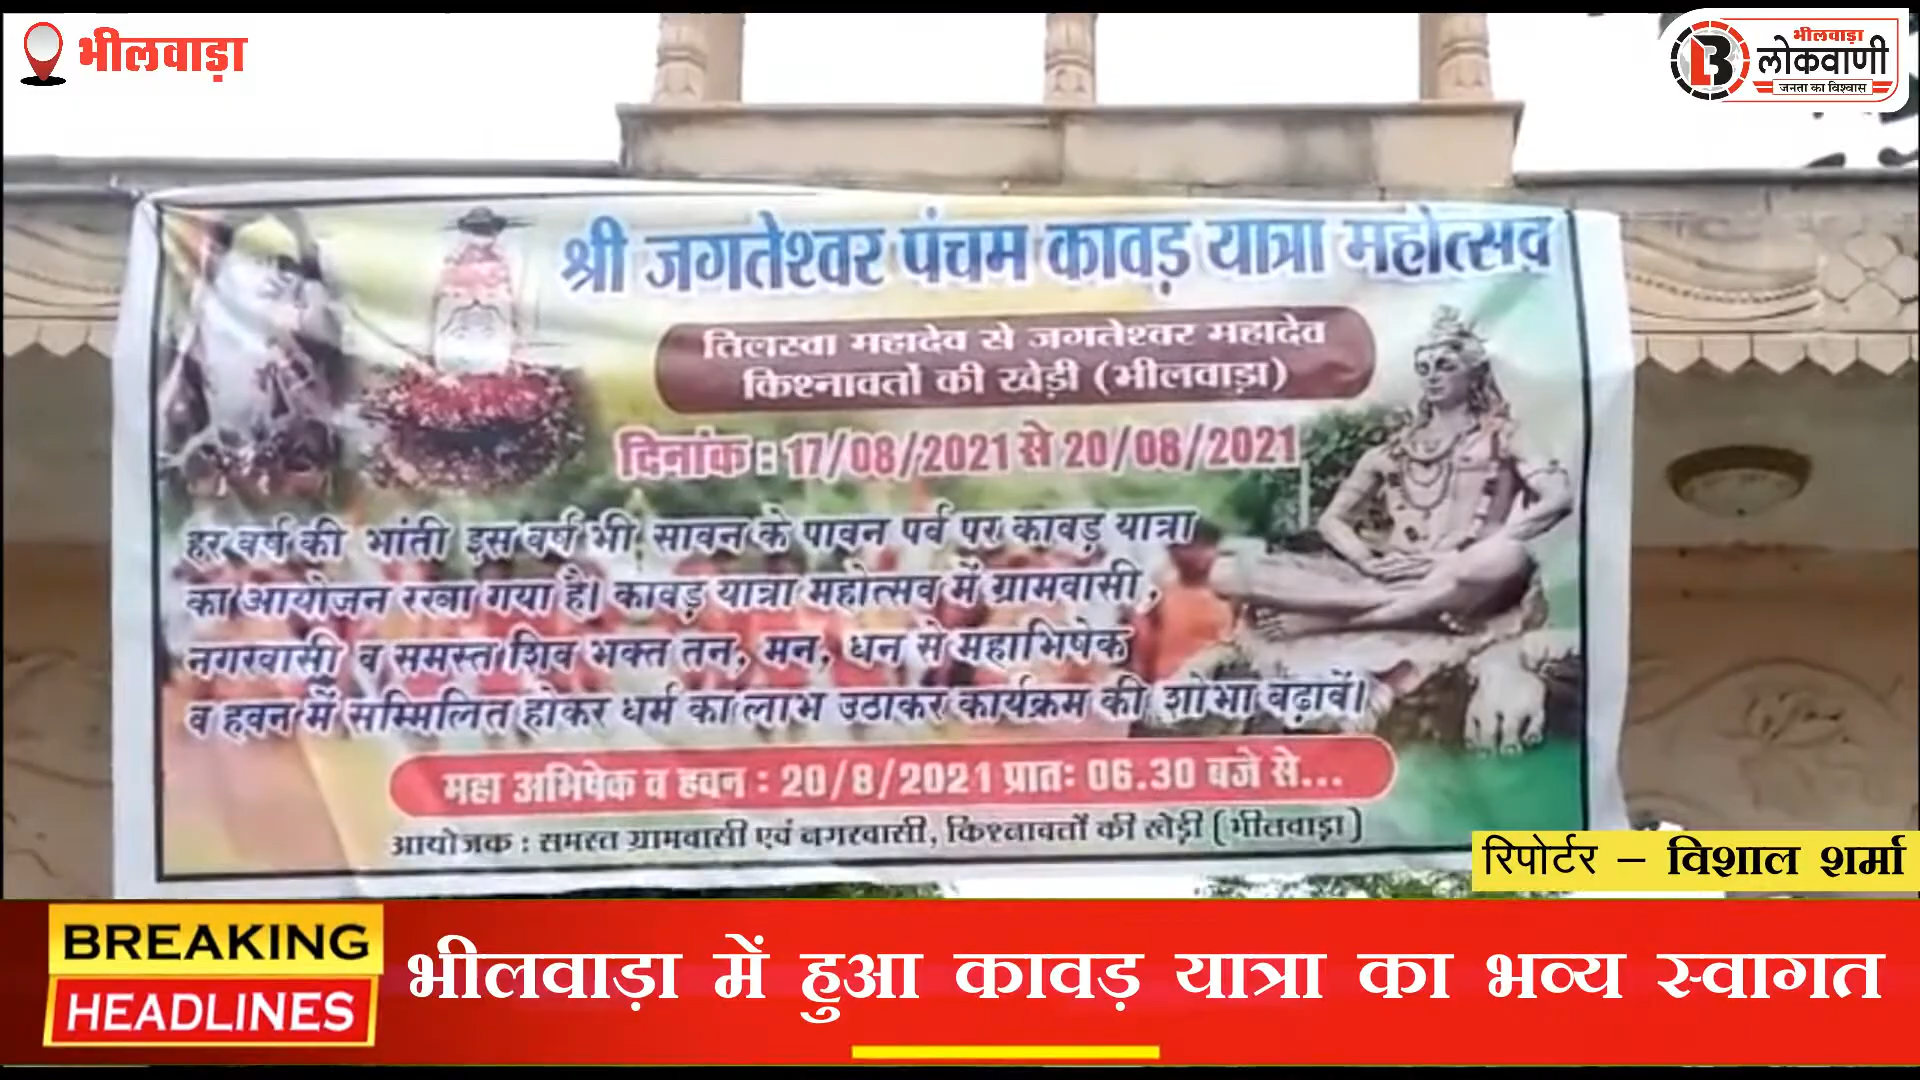 भीलवाड़ा
भीलवाड़ा
लोकवाणी
जनता का विश्वास
श्री जगतेश्वर पंचम कावड़ यात्रा महोत्सव
तिलस्वा महादेव से जगतेश्वर महादेव
किश्नावतों की खेड़ी (भीलवाड़ा)
दिनांक : 17/08/2021 से 20/08/2021
हर वर्ष की भांती इस वर्ष भी सावन के पावन पर्व पर कावड़ यात्रा
का आयोजन रखा गया है। कावड़ यात्रा महोत्सव में ग्रामवासी,
नगरवासी व समस्त शिव भक्त तन, मन, धन से महाभिषेक
व हवन में सम्मिलित होकर धर्म का लाभ उठाकर कार्यक्रम की शोभा बढ़ावें।
महा अभिषेक व हवन : 20/8/2021 प्रातः 06.30 बजे से...
आयोजक : समस्त ग्रामवासी एवं नगरवासी, किश्नावतों की खेड़ी (भीलवाड़ा)
रिपोर्टर – विशाल शर्मा
BREAKING
HEADLINES
भीलवाड़ा में हुआ कावड़ यात्रा का भव्य स्वागत